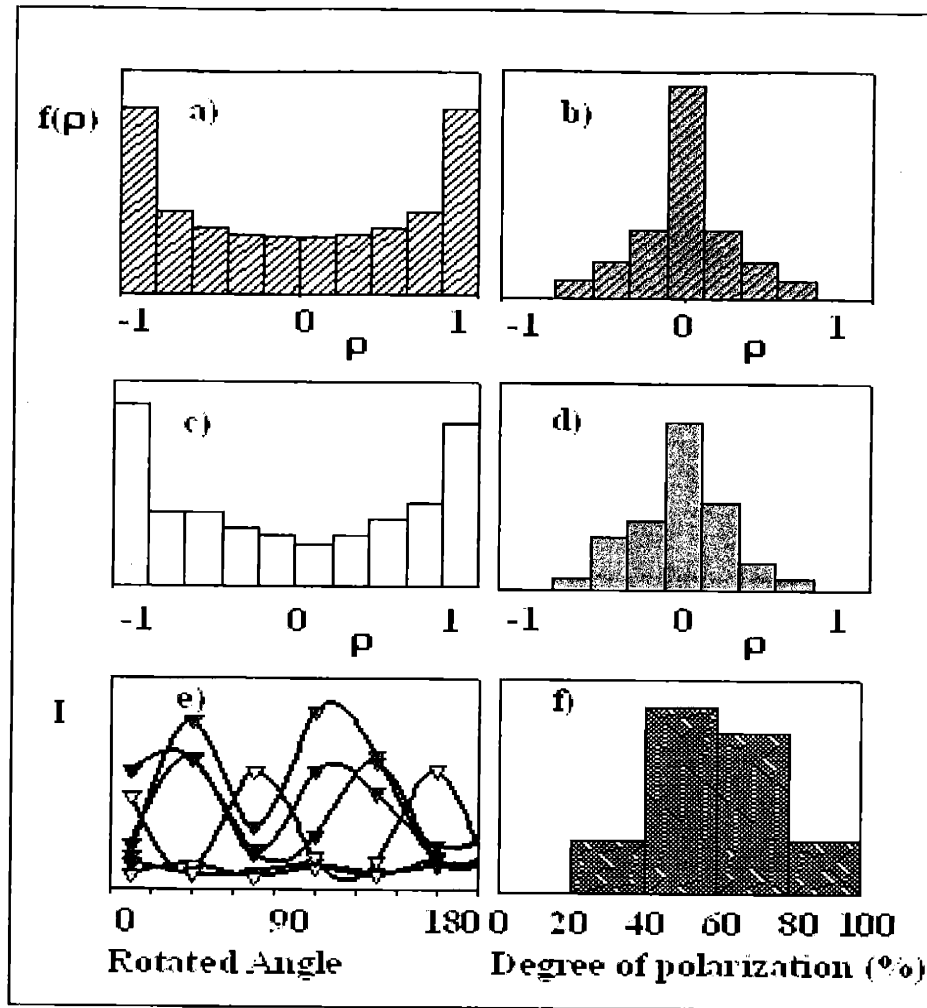 f(ρ)
a)
b)
-1 0 1
ρ
-1 0 1
ρ
c)
d)
-1 0 1
ρ
-1 0 1
ρ
I
e)
f)
0 90 180
Rotated Angle
0 20 40 60 80 100
Degree of polarization (%)